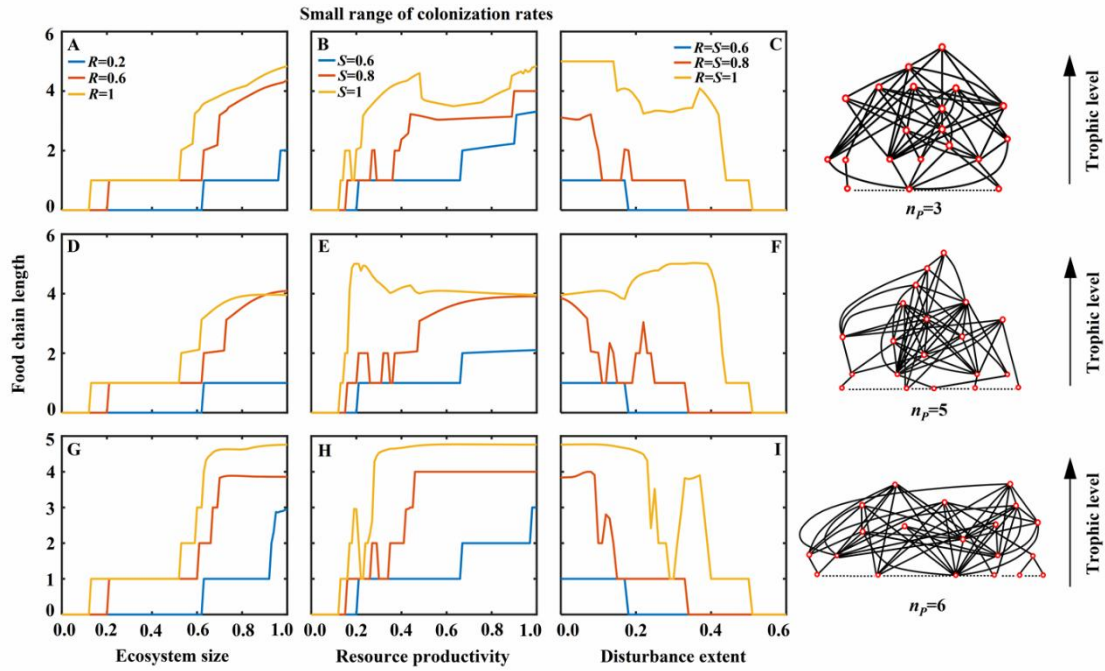 Small range of colonization rates
6
A
R=0.2
R=0.6
R=1
B
S=0.6
S=0.8
S=1
C
R=S=0.6
R=S=0.8
R=S=1
4
2
0
Trophic level
n_P=3
6
D
E
F
4
2
0
Food chain length
Trophic level
n_P=5
5
G
H
I
4
3
2
1
0
Trophic level
n_P=6
0.0 0.2 0.4 0.6 0.8 1.0
0.0 0.2 0.4 0.6 0.8 1.0
0.0 0.2 0.4 0.6
Ecosystem size
Resource productivity
Disturbance extent